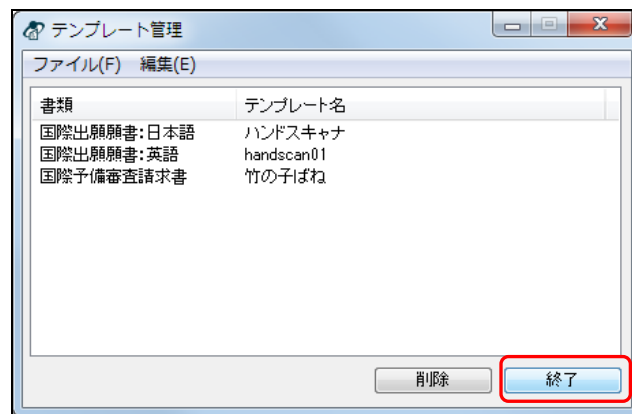 テンプレート管理
ファイル(F) 編集(E)
書類 テンプレート名
国際出願願書:日本語 ハンドスキャナ
国際出願願書:英語 handscan01
国際予備審査請求書 竹の子ばね
削除 終了